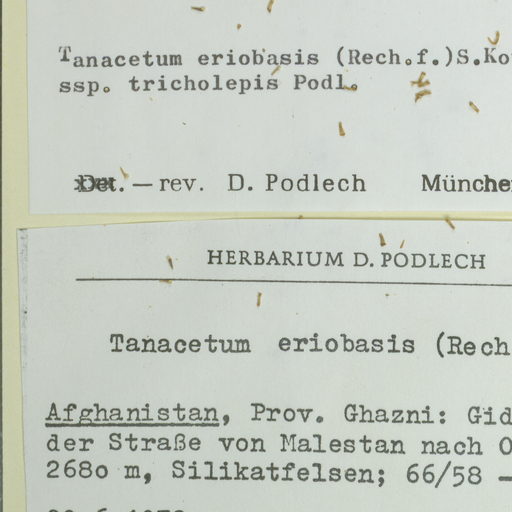 Tanacetum eriobasis (Rech.f.)S.Ko
ssp. tricholepis Podl.
Det. — rev. D. Podlech Münche
HERBARIUM D. PODLECH
Tanacetum eriobasis (Rech
Afghanistan, Prov. Ghazni: Gid
der Straße von Malestan nach O
2680 m, Silikatfelsen; 66/58 —